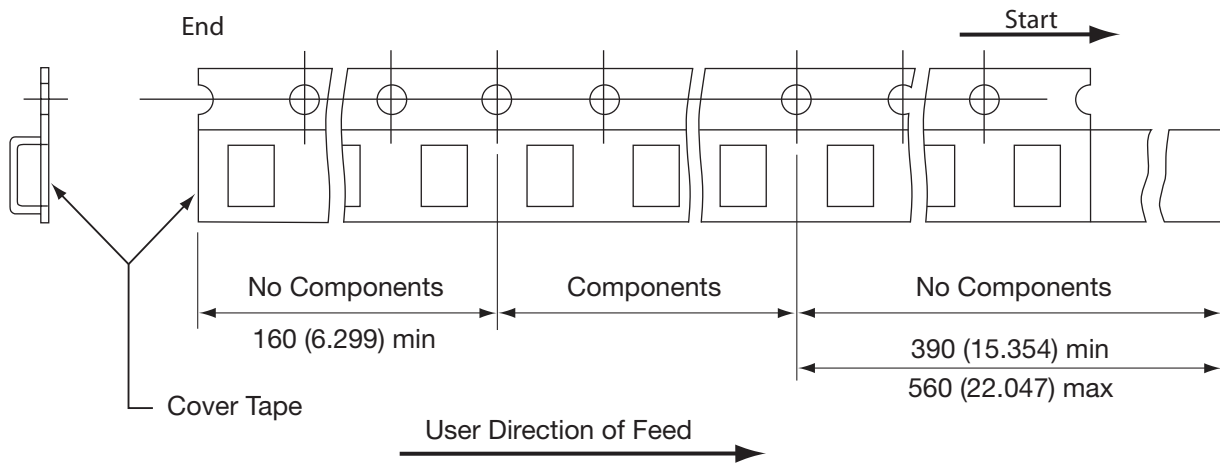 End
Start
No Components
Components
No Components
160 (6.299) min
390 (15.354) min
560 (22.047) max
Cover Tape
User Direction of Feed